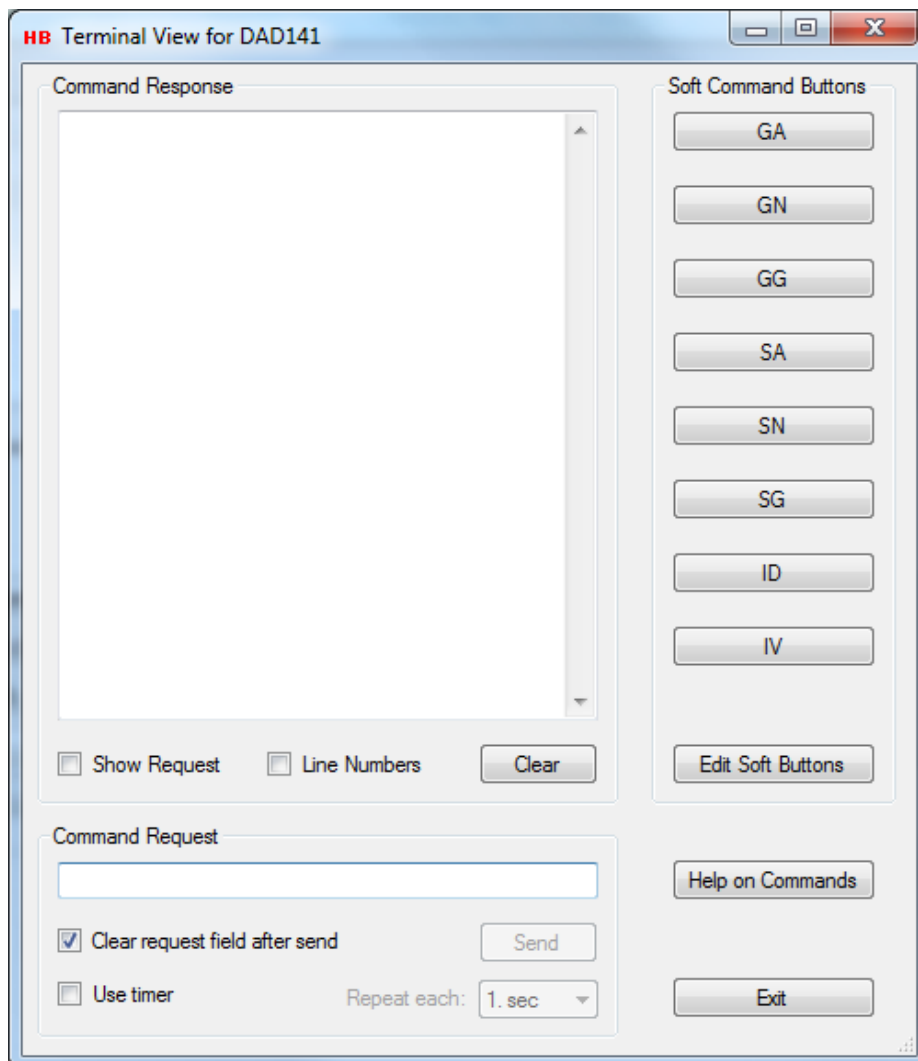 HB Terminal View for DAD141
Command Response
Show Request
Line Numbers
Clear
Soft Command Buttons
GA
GN
GG
SA
SN
SG
ID
IV
Edit Soft Buttons
Command Request
Clear request field after send
Send
Use timer
Repeat each:
1. sec
Help on Commands
Exit